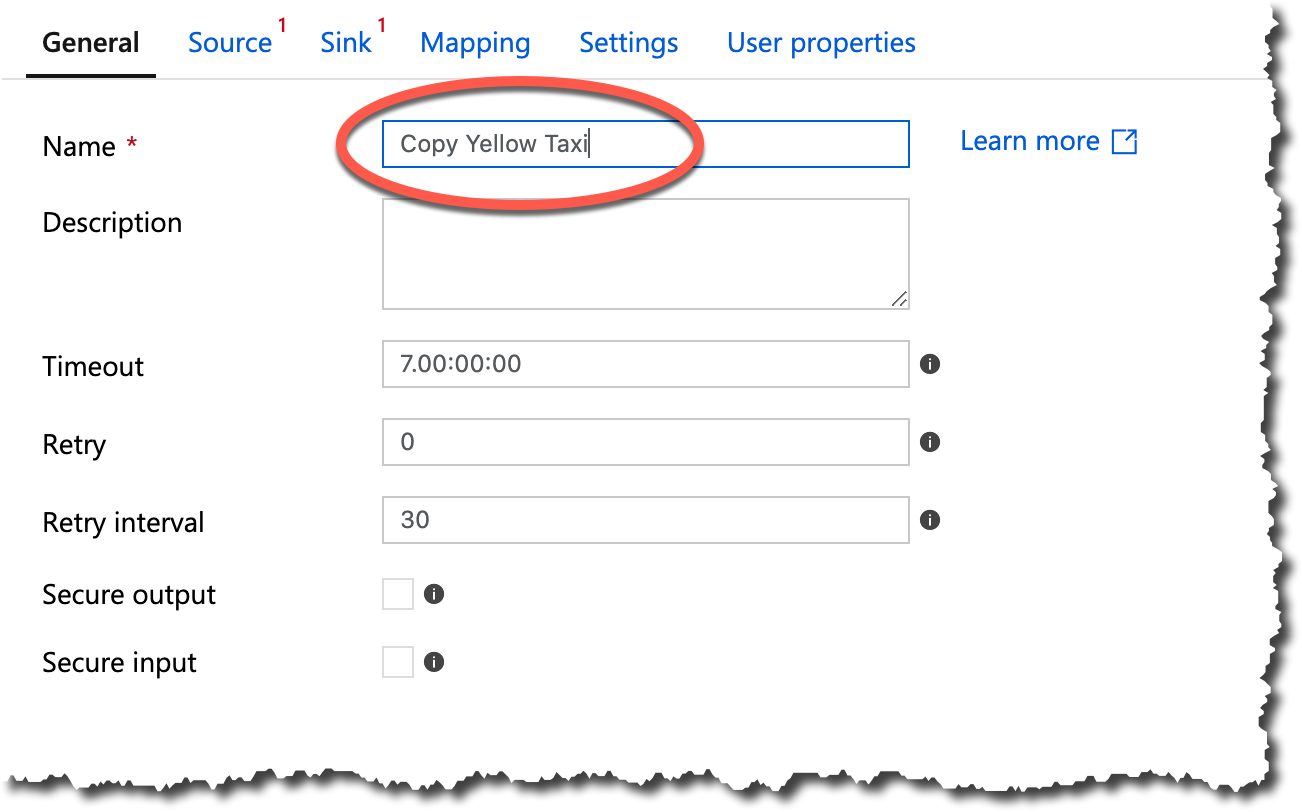 General Source 1 Sink 1 Mapping Settings User properties
Name * Copy Yellow Taxi Learn more
Description
Timeout 7.00:00:00
Retry 0
Retry interval 30
Secure output
Secure input